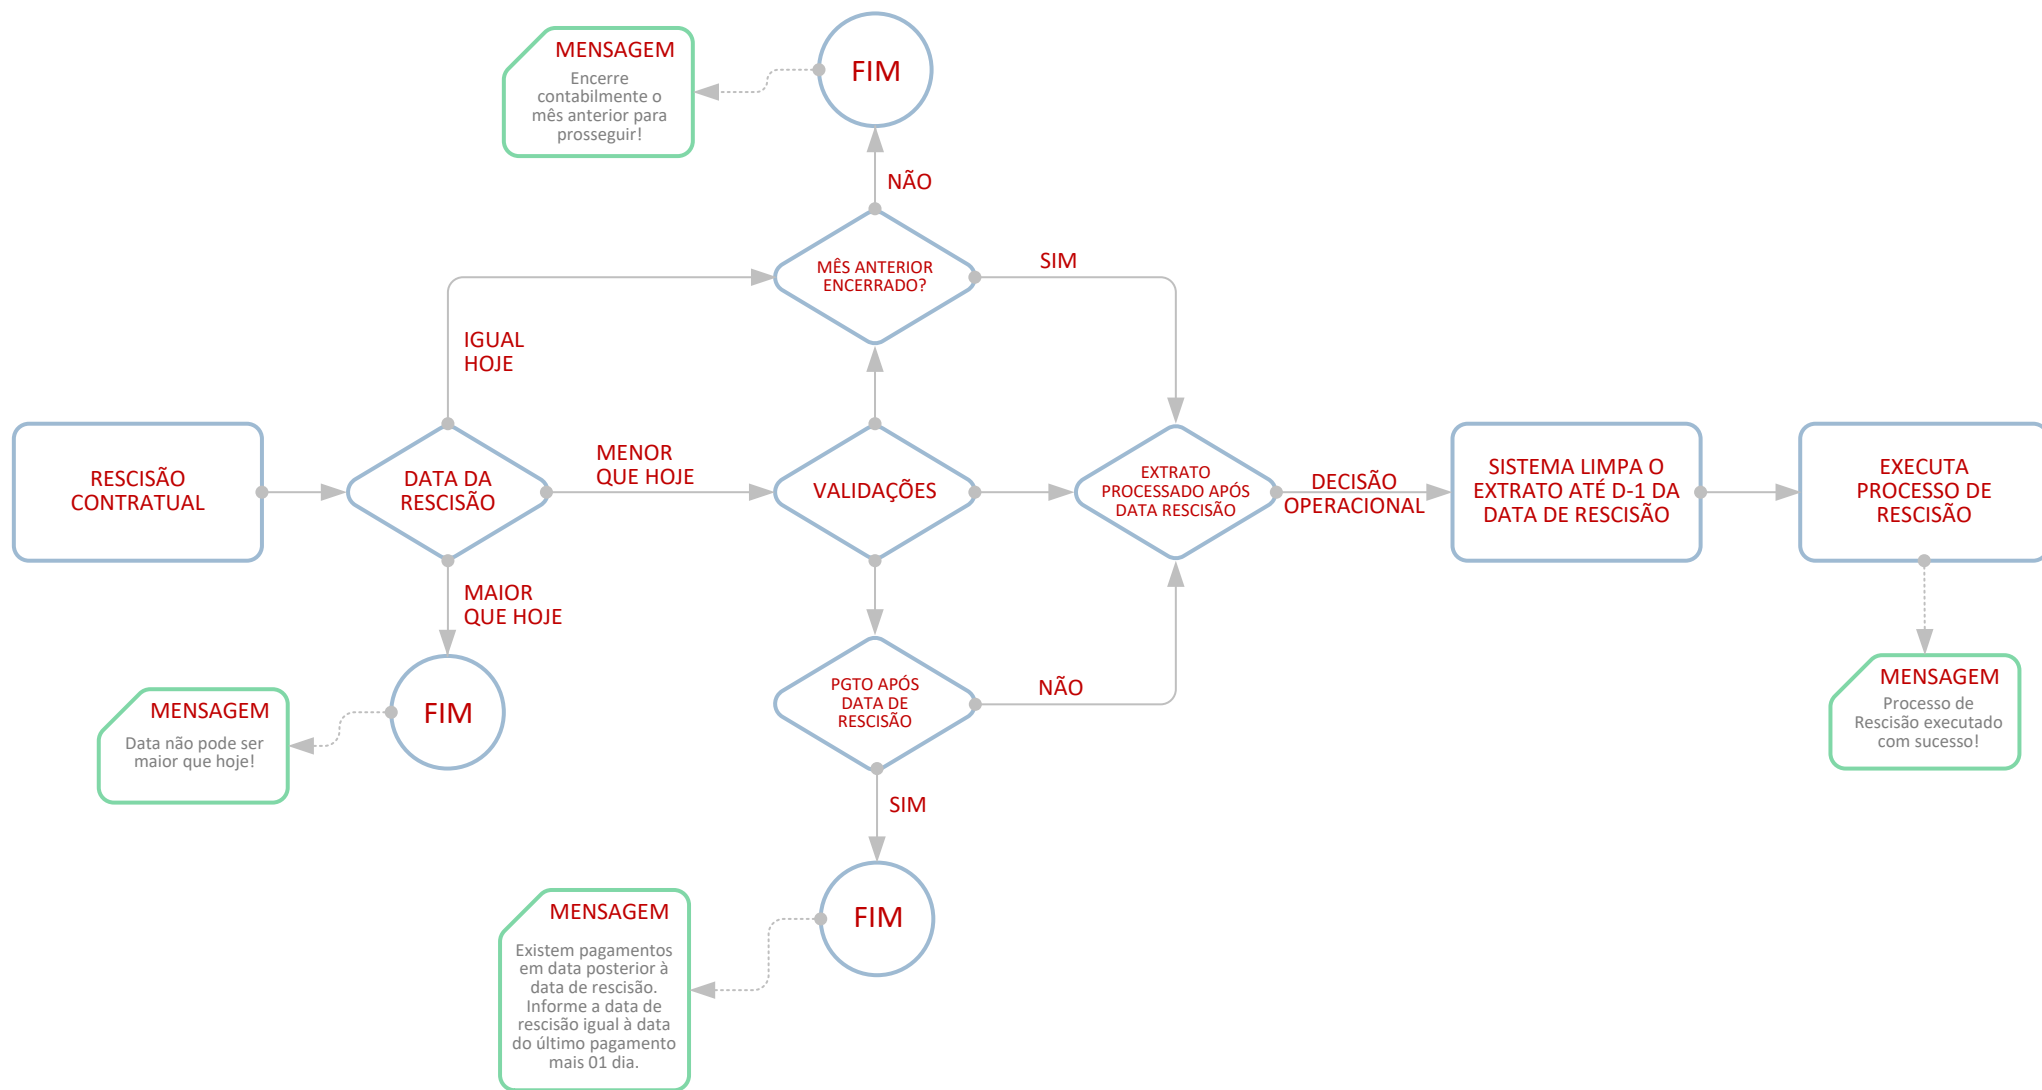 MENSAGEM
Encerre
contabilmente o
mês anterior para
prosseguir!
FIM
NÃO
MÊS ANTERIOR
ENCERRADO?
SIM
IGUAL
HOJE
RESCISÃO
CONTRATUAL
DATA DA
RESCISÃO
MENOR
QUE HOJE
VALIDAÇÕES
EXTRATO
PROCESSADO APÓS
DATA RESCISÃO
DECISÃO
OPERACIONAL
SISTEMA LIMPA O
EXTRATO ATÉ D-1 DA
DATA DE RESCISÃO
EXECUTA
PROCESSO DE
RESCISÃO
MAIOR
QUE HOJE
MENSAGEM
Data não pode ser
maior que hoje!
FIM
PGTO APÓS
DATA DE
RESCISÃO
NÃO
MENSAGEM
Processo de
Rescisão executado
com sucesso!
SIM
FIM
MENSAGEM
Existem pagamentos
em data posterior à
data de rescisão.
Informe a data de
rescisão igual à data
do último pagamento
mais 01 dia.